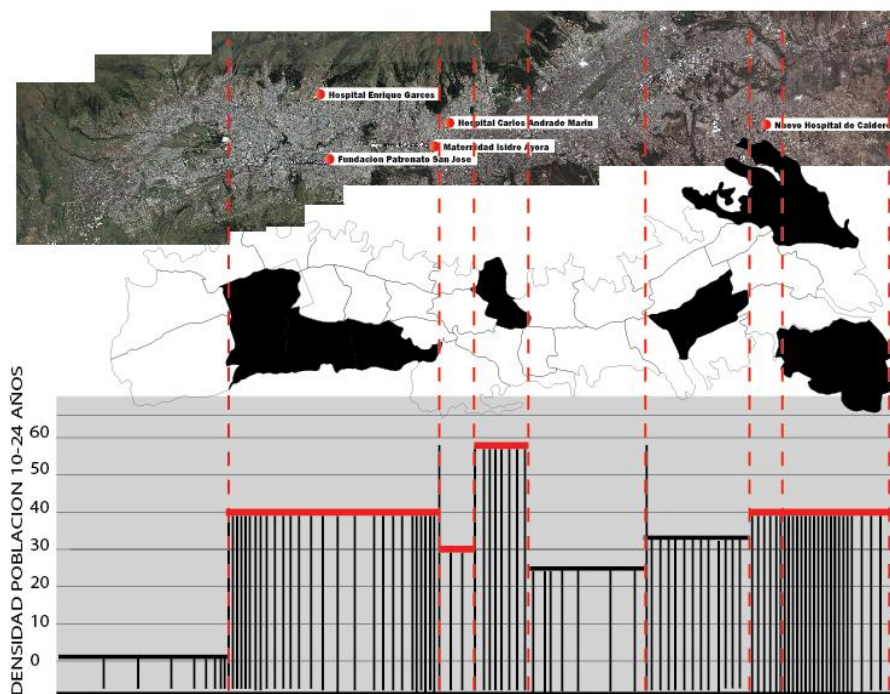 Hospital Enrique Garces
Hospital Carlos Andrade Marin
Nuevo Hospital de Calder
Maternidad Isidro Ayora
Fundacion Patronato San Jose
DENSIDAD POBLACION 10-24 AÑOS
60
50
40
30
20
10
0